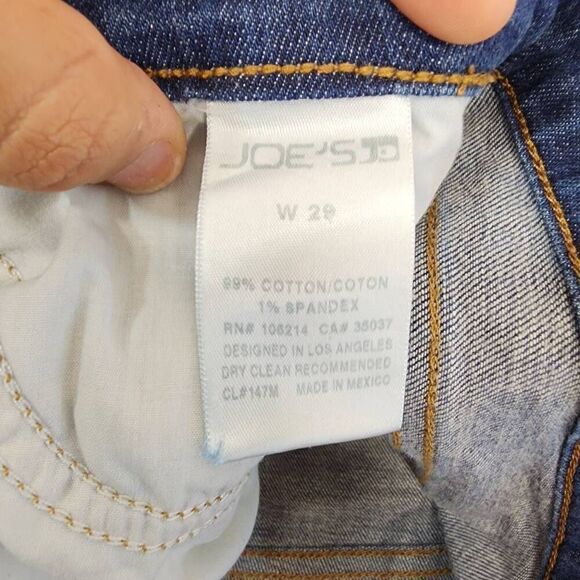 JOE'S JD
W 29
99% COTTON/COTON
1% SPANDEX
RN# 106214 CA# 35037
DESIGNED IN LOS ANGELES
DRY CLEAN RECOMMENDED
CL#147M MADE IN MEXICO